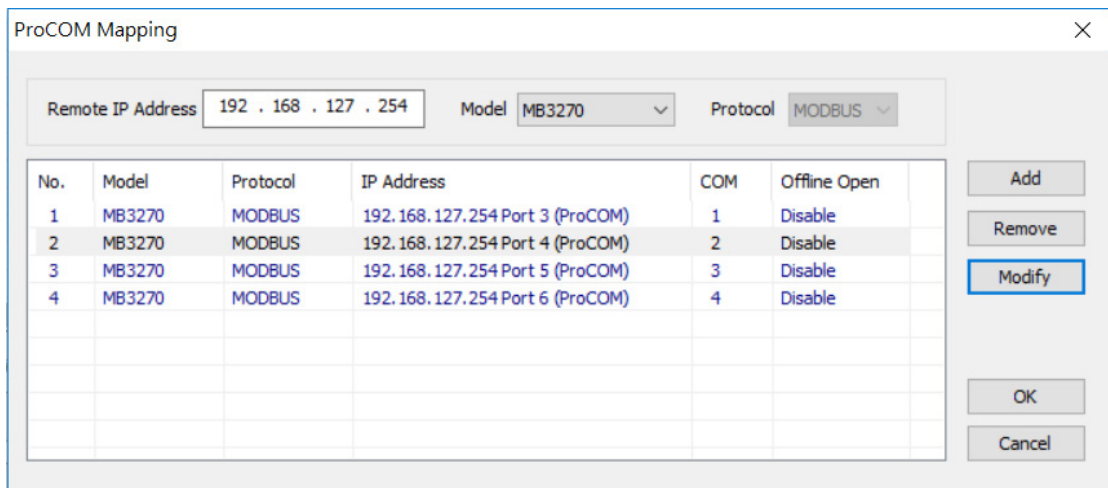 ProCOM Mapping
Remote IP Address 192 . 168 . 127 . 254 Model MB3270 Protocol MODBUS
No. Model Protocol IP Address COM Offline Open
1 MB3270 MODBUS 192.168.127.254 Port 3 (ProCOM) 1 Disable
2 MB3270 MODBUS 192.168.127.254 Port 4 (ProCOM) 2 Disable
3 MB3270 MODBUS 192.168.127.254 Port 5 (ProCOM) 3 Disable
4 MB3270 MODBUS 192.168.127.254 Port 6 (ProCOM) 4 Disable
Add
Remove
Modify
OK
Cancel